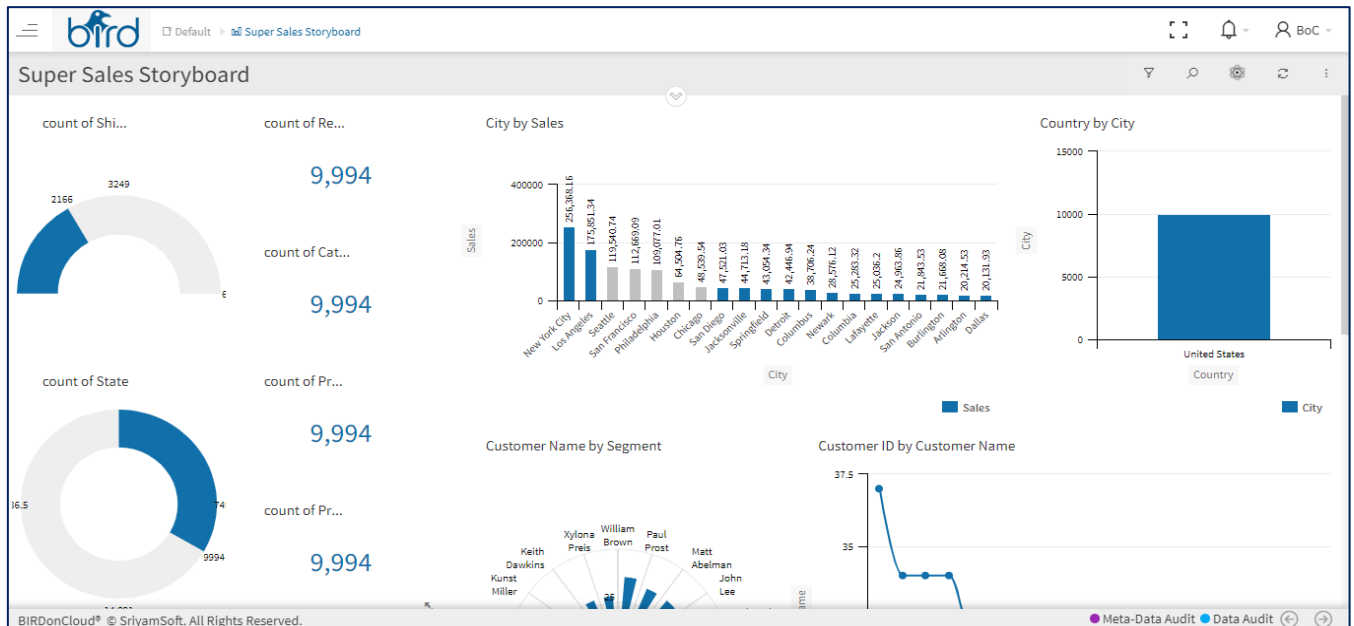 bird
Default
Super Sales Storyboard
BoC
Super Sales Storyboard
count of Shi...
3249
2166
6
count of Re...
9,994
count of Cat...
9,994
count of State
9994
count of Pr...
9,994
count of Pr...
9,994
City by Sales
400000
200000
0
Sales
256,368.16
175,851.34
119,540.74
112,669.09
109,077.01
64,504.76
48,539.54
47,521.03
44,713.18
43,054.34
42,446.94
38,706.24
28,576.12
25,283.32
25,036.2
24,963.86
21,843.53
21,668.08
20,214.53
20,131.93
New York City
Los Angeles
Seattle
San Francisco
Philadelphia
Houston
Chicago
San Diego
Jacksonville
Springfield
Detroit
Columbus
Newark
Columbia
Lafayette
Jackson
San Antonio
Burlington
Arlington
Dallas
City
Sales
Country by City
15000
10000
5000
0
City
United States
Country
City
Customer Name by Segment
Keith
Dawkins
Xylona
Preis
William
Brown
Paul
Prost
Matt
Abelman
Kunst
Miller
John
Lee
25
Customer ID by Customer Name
37.5
35
BIRDonCloud® © SriyamSoft. All Rights Reserved.
Meta-Data Audit
Data Audit